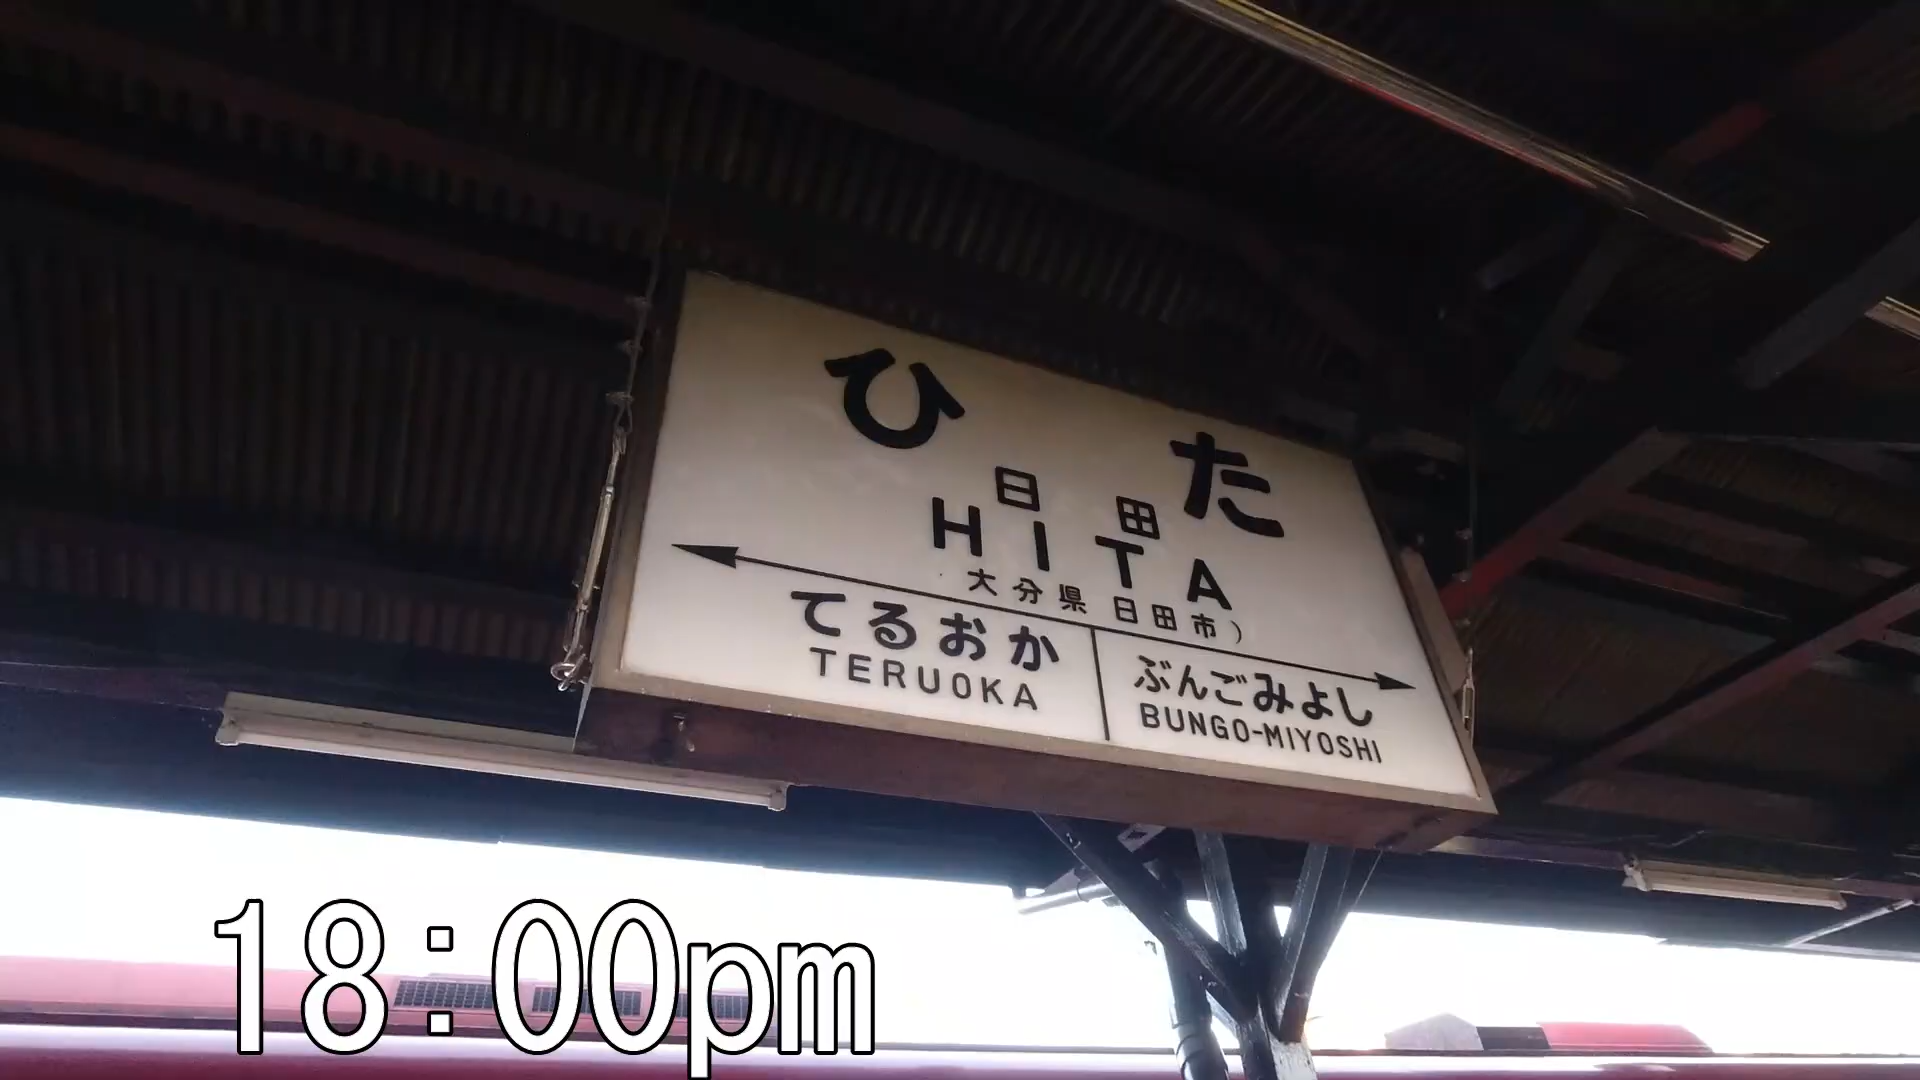 ひた
日田
HITA
大分県日田市)
てるおか
TERUOKA
ぶんごみよし
BUNGO-MIYOSHI
18:00pm